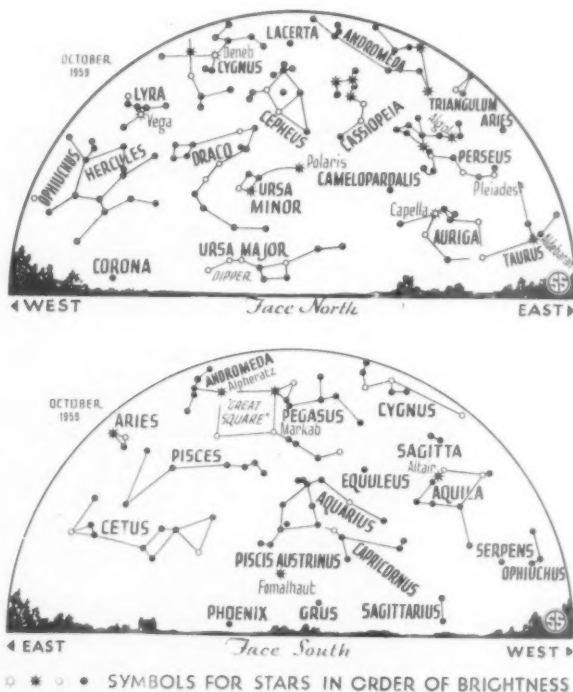 OCTOBER
1959
LACERTA
ANDROMEDA
Deneb
CYGNUS
LYRA
Vega
CEPHEUS
CASSIOPEIA
TRIANGULUM
ARIES
Algol
PERSEUS
Pleiades
OPHIUCHUS
HERCULES
DRACO
Polaris
URSA
MINOR
CAMELOPARDALIS
Capella
AURIGA
Aldebaran
TAURUS
URSA MAJOR
DIPPER
CORONA
SS
WEST
Face North
EAST
OCTOBER
1959
ANDROMEDA
Alpheratz
"GREAT
SQUARE"
PEGASUS
Markab
CYGNUS
ARIES
PISCES
SAGITTA
Altair
AQUILA
EQUULEUS
AQUARIUS
CETUS
CAPRICORNUS
SERPENS
OPHIUCHUS
PISCIS AUSTRINUS
Fomalhaut
PHOENIX
GRUS
SAGITTARIUS
SS
EAST
Face South
WEST
SYMBOLS FOR STARS IN ORDER OF BRIGHTNESS